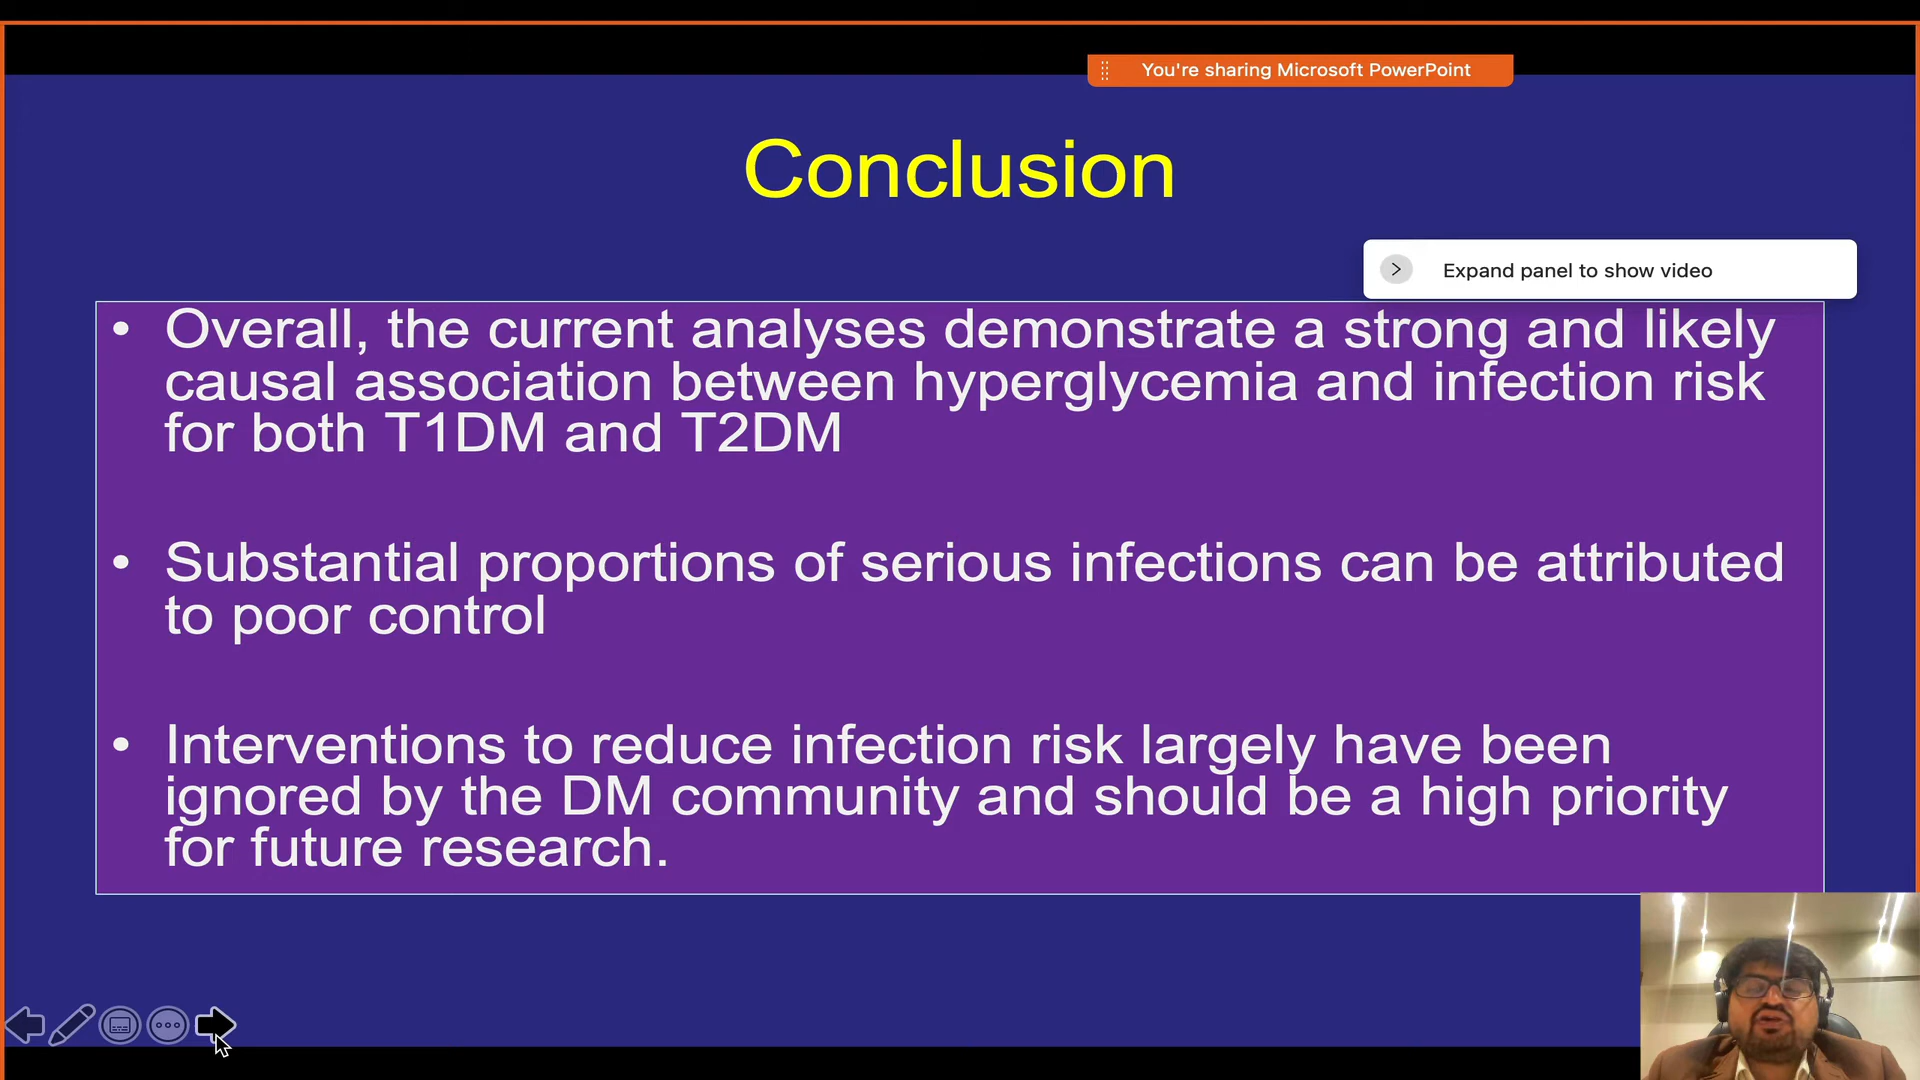 You're sharing Microsoft PowerPoint
Conclusion
Expand panel to show video
• Overall, the current analyses demonstrate a strong and likely
causal association between hyperglycemia and infection risk
for both T1DM and T2DM
• Substantial proportions of serious infections can be attributed
to poor control
• Interventions to reduce infection risk largely have been
ignored by the DM community and should be a high priority
for future research.